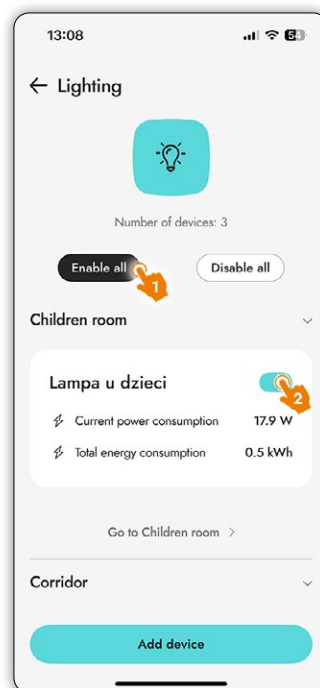 13:08
54
Lighting
Number of devices: 3
Enable all
Disable all
1
Children room
Lampa u dzieci
2
Current power consumption 17.9 W
Total energy consumption 0.5 kWh
Go to Children room
Corridor
Add device